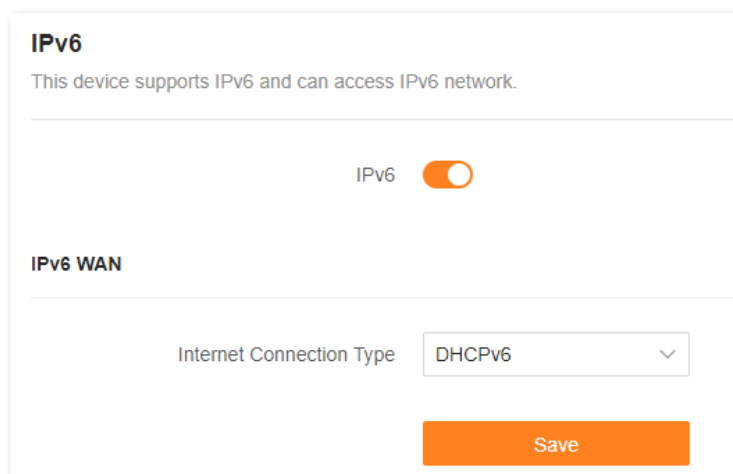 IPv6
This device supports IPv6 and can access IPv6 network.
IPv6
IPv6 WAN
Internet Connection Type DHCPv6
Save